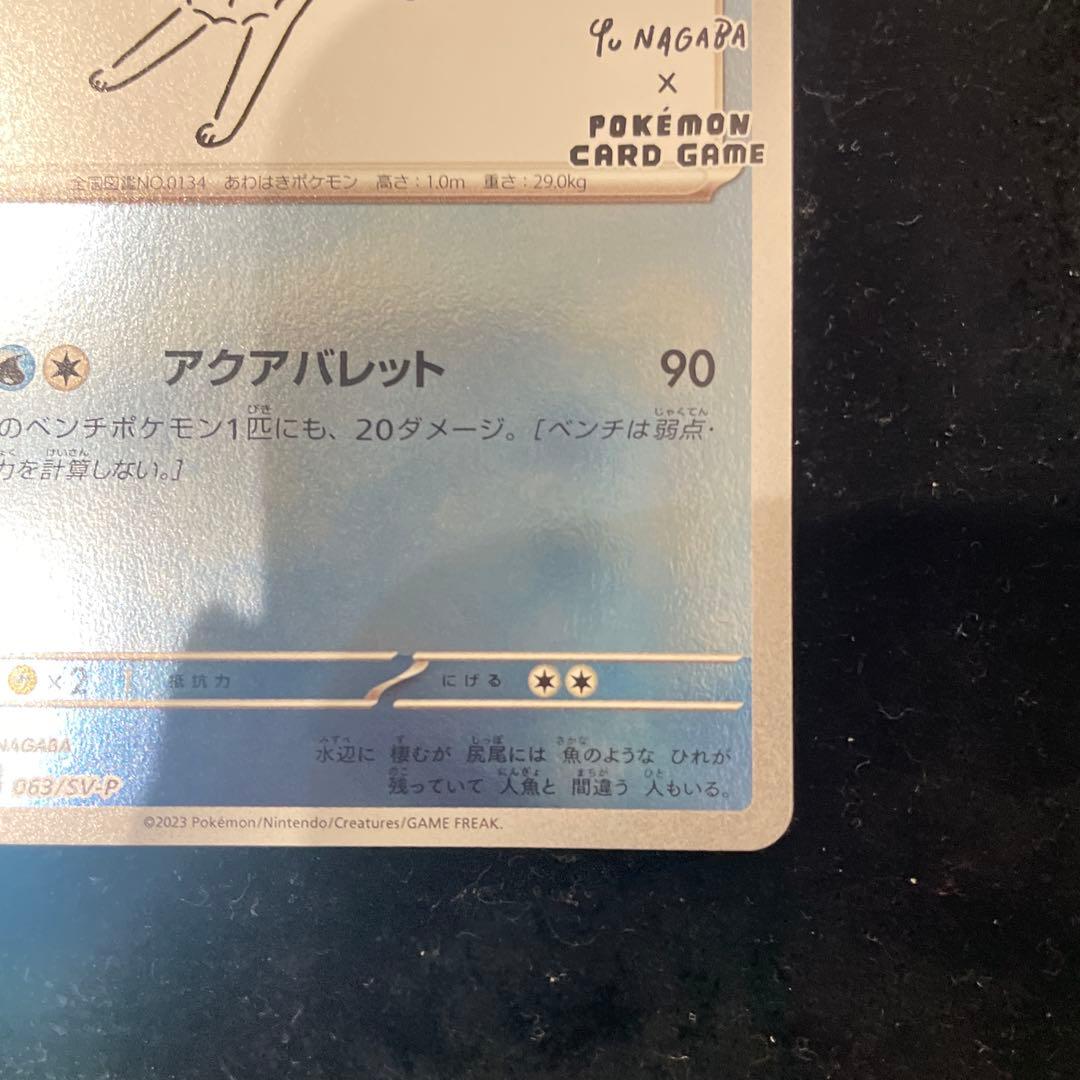 Yu NAGABA
×
POKÉMON
CARD GAME
全国図鑑NO.0134 あわはきポケモン 高さ：1.0m 重さ：29.0kg
アクアバレット 90
のベンチポケモン1匹にも、20ダメージ。［ベンチは弱点・
力を計算しない。］
×2 抵抗力 にげる
NAGABA
水辺に 棲むが 尻尾には 魚のような ひれが
063/SV-P
残っていて 人魚と 間違う 人もいる。
©2023 Pokémon/Nintendo/Creatures/GAME FREAK.